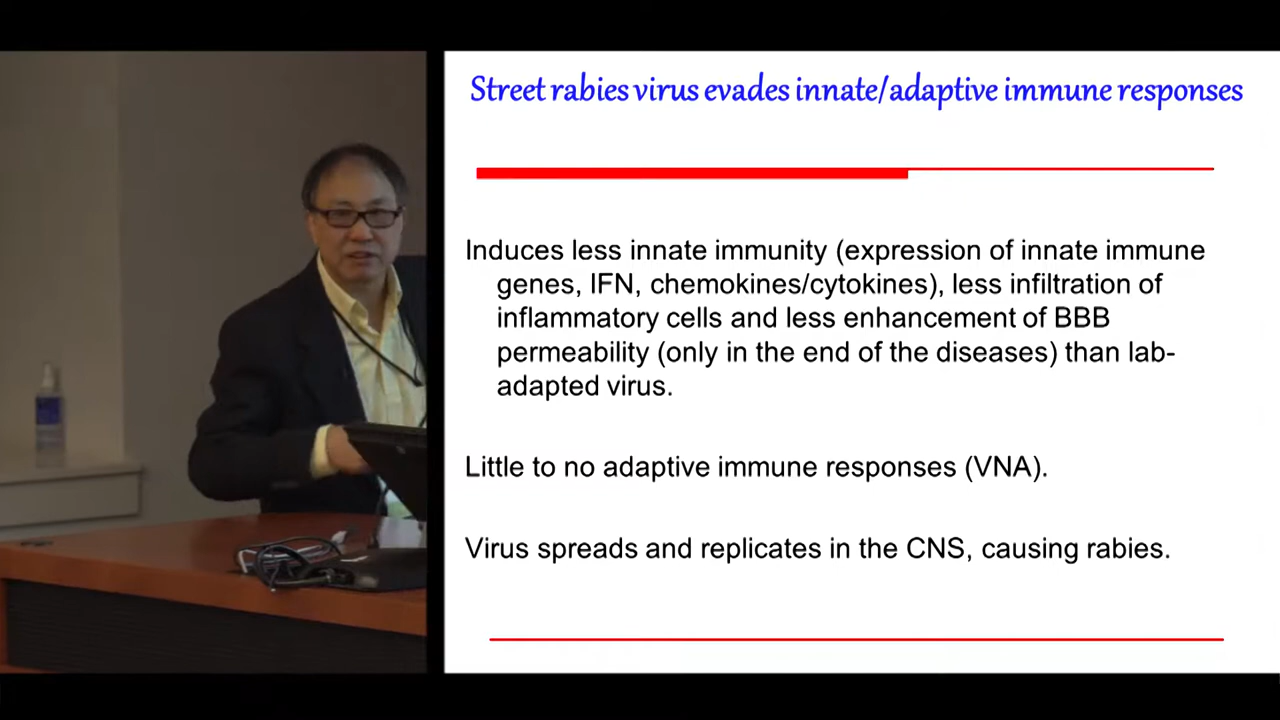 Street rabies virus evades innate/adaptive immune responses
Induces less innate immunity (expression of innate immune
genes, IFN, chemokines/cytokines), less infiltration of
inflammatory cells and less enhancement of BBB
permeability (only in the end of the diseases) than lab-
adapted virus.
Little to no adaptive immune responses (VNA).
Virus spreads and replicates in the CNS, causing rabies.